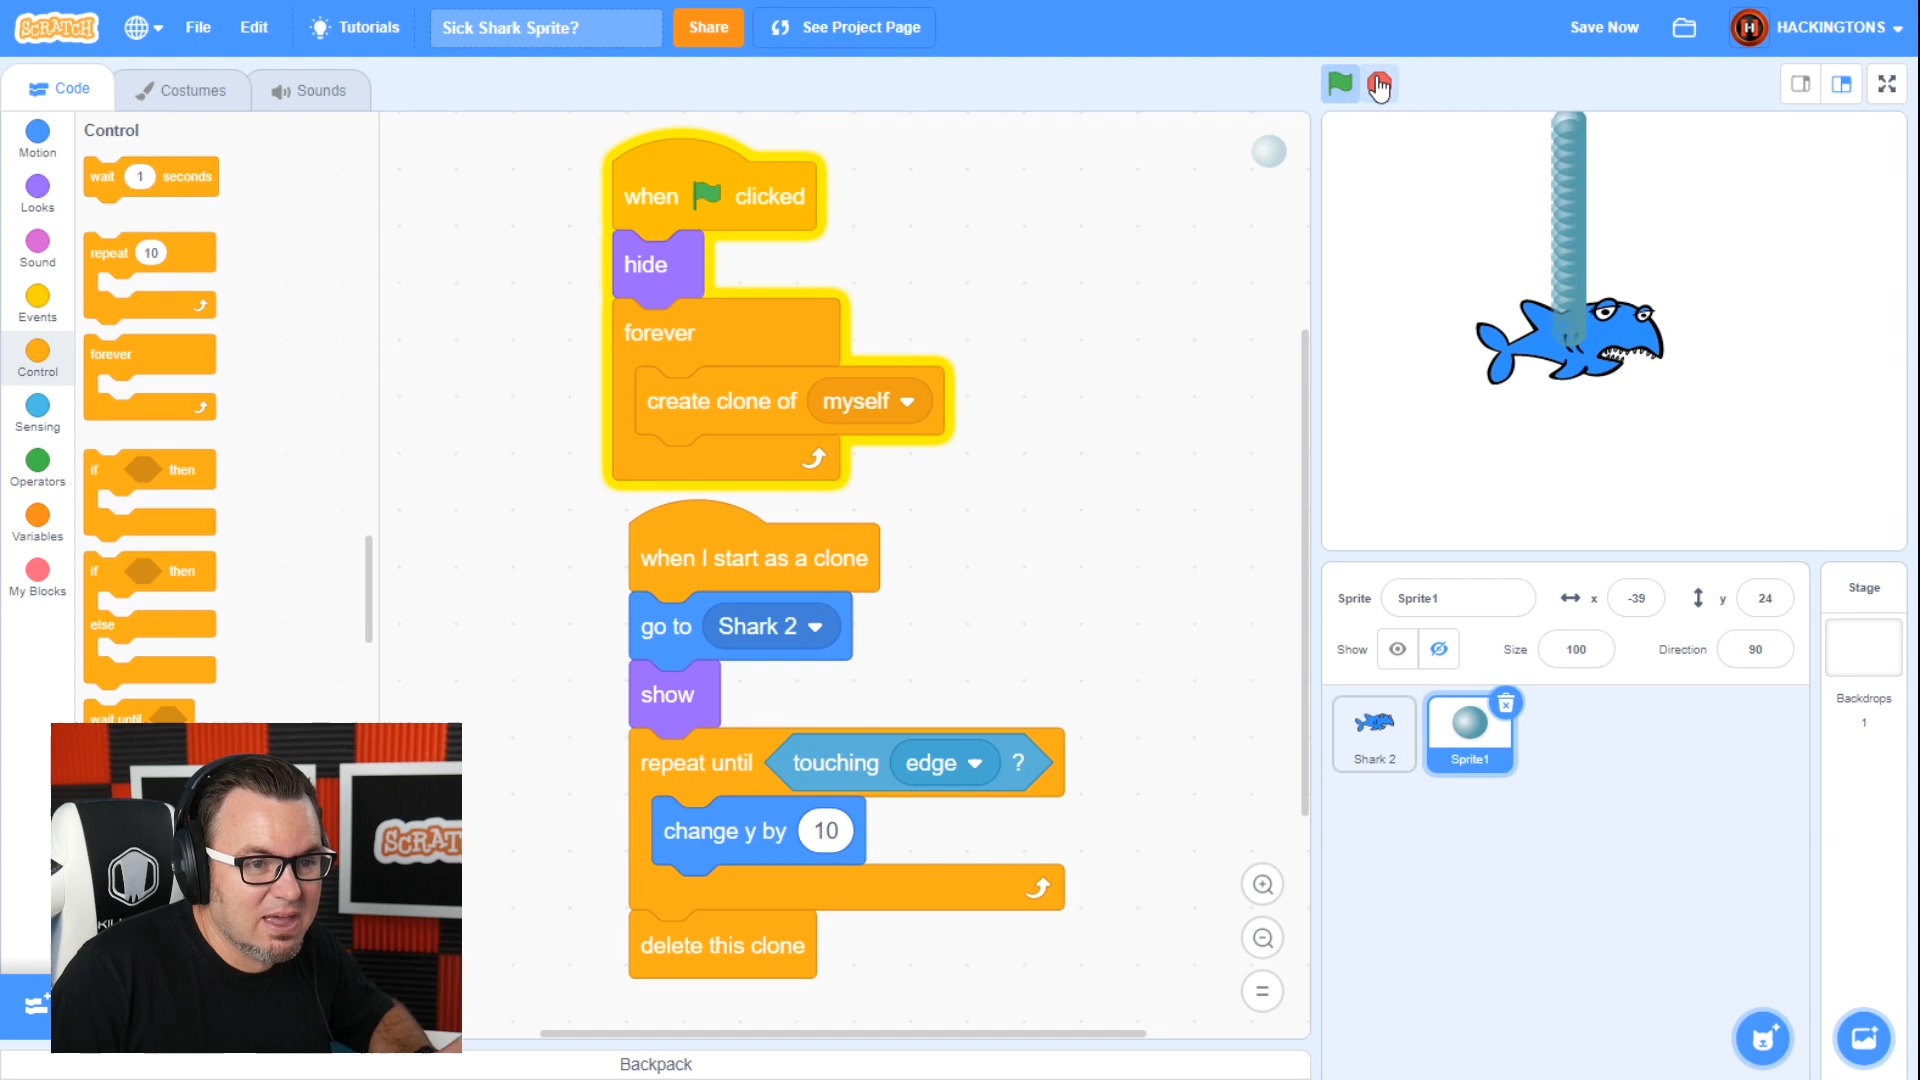 SCRATCH
File
Edit
Tutorials
Sick Shark Sprite?
Share
See Project Page
Save Now
H
HACKINGTONS
Code
Costumes
Sounds
Motion
Looks
Sound
Events
Control
Sensing
Operators
Variables
My Blocks
Control
wait 1 seconds
repeat 10
forever
if then
if then
else
wait until
when clicked
hide
forever
create clone of myself
when I start as a clone
go to Shark 2
show
repeat until touching edge ?
change y by 10
delete this clone
Sprite Sprite1 x -39 y 24
Show Size 100 Direction 90
Shark 2
Sprite1
Stage
Backdrops
1
Backpack
SCRAT